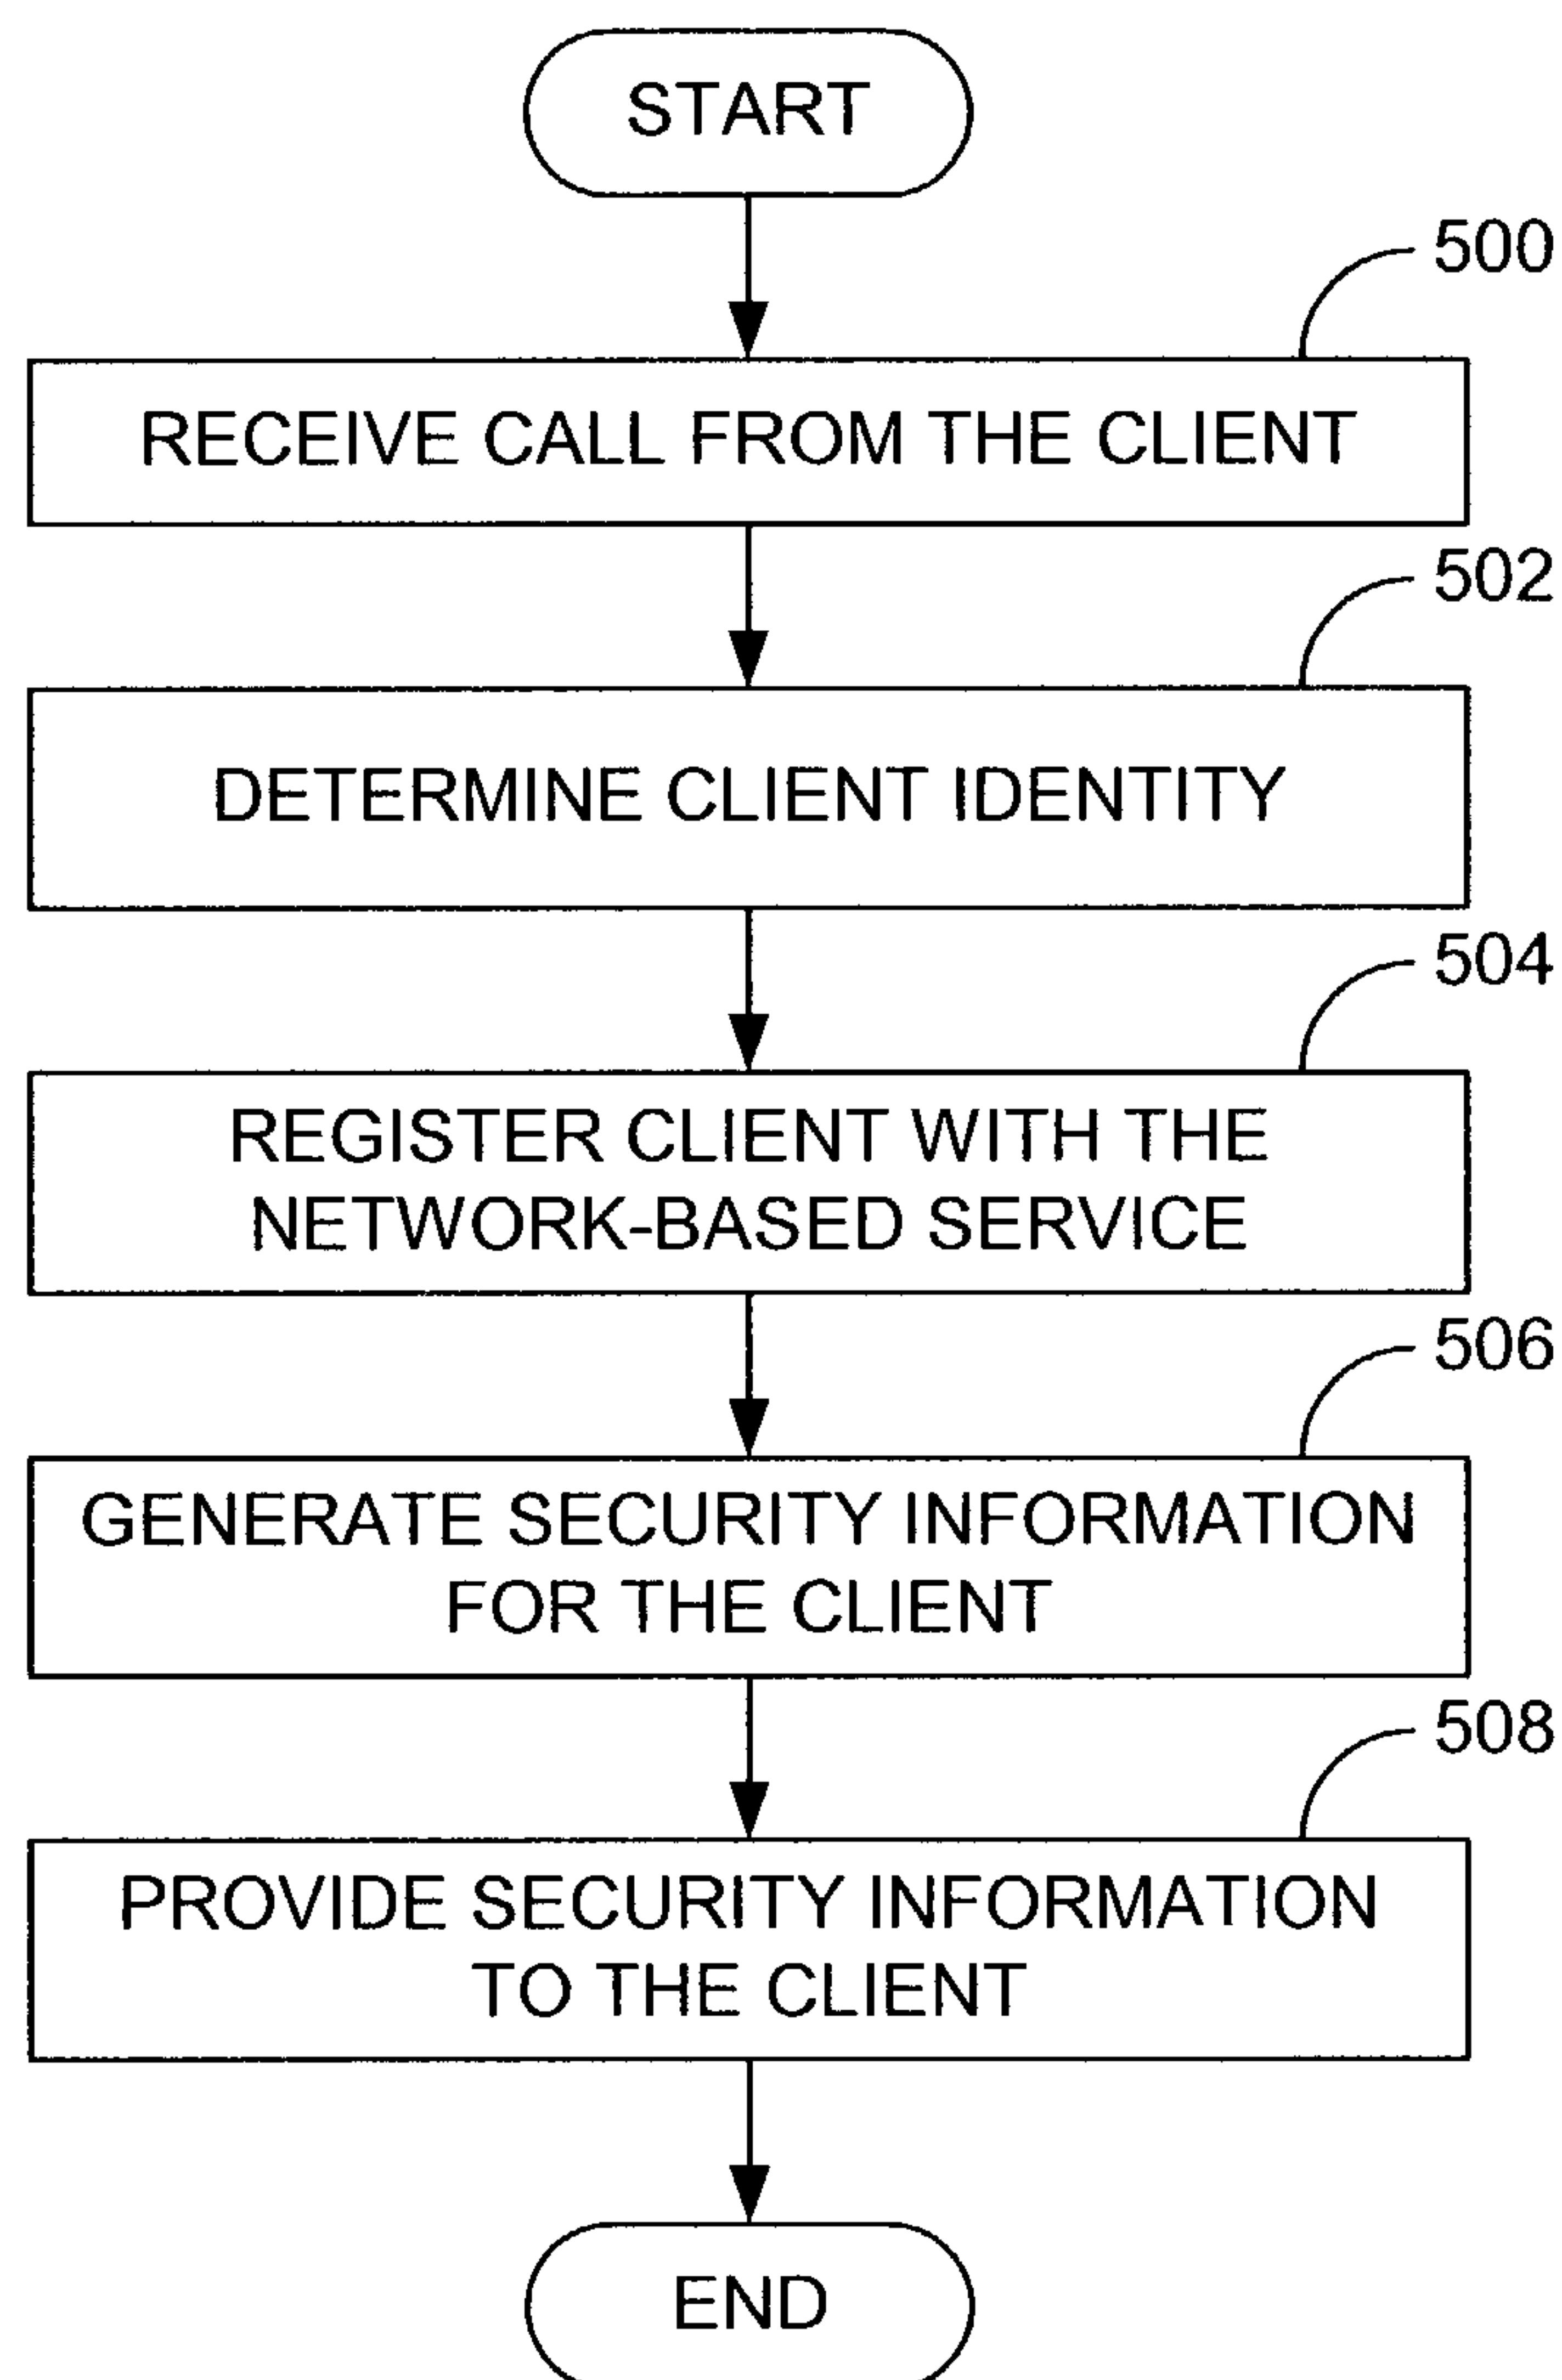 START
500
RECEIVE CALL FROM THE CLIENT
502
DETERMINE CLIENT IDENTITY
504
REGISTER CLIENT WITH THE
NETWORK-BASED SERVICE
506
GENERATE SECURITY INFORMATION
FOR THE CLIENT
508
PROVIDE SECURITY INFORMATION
TO THE CLIENT
END